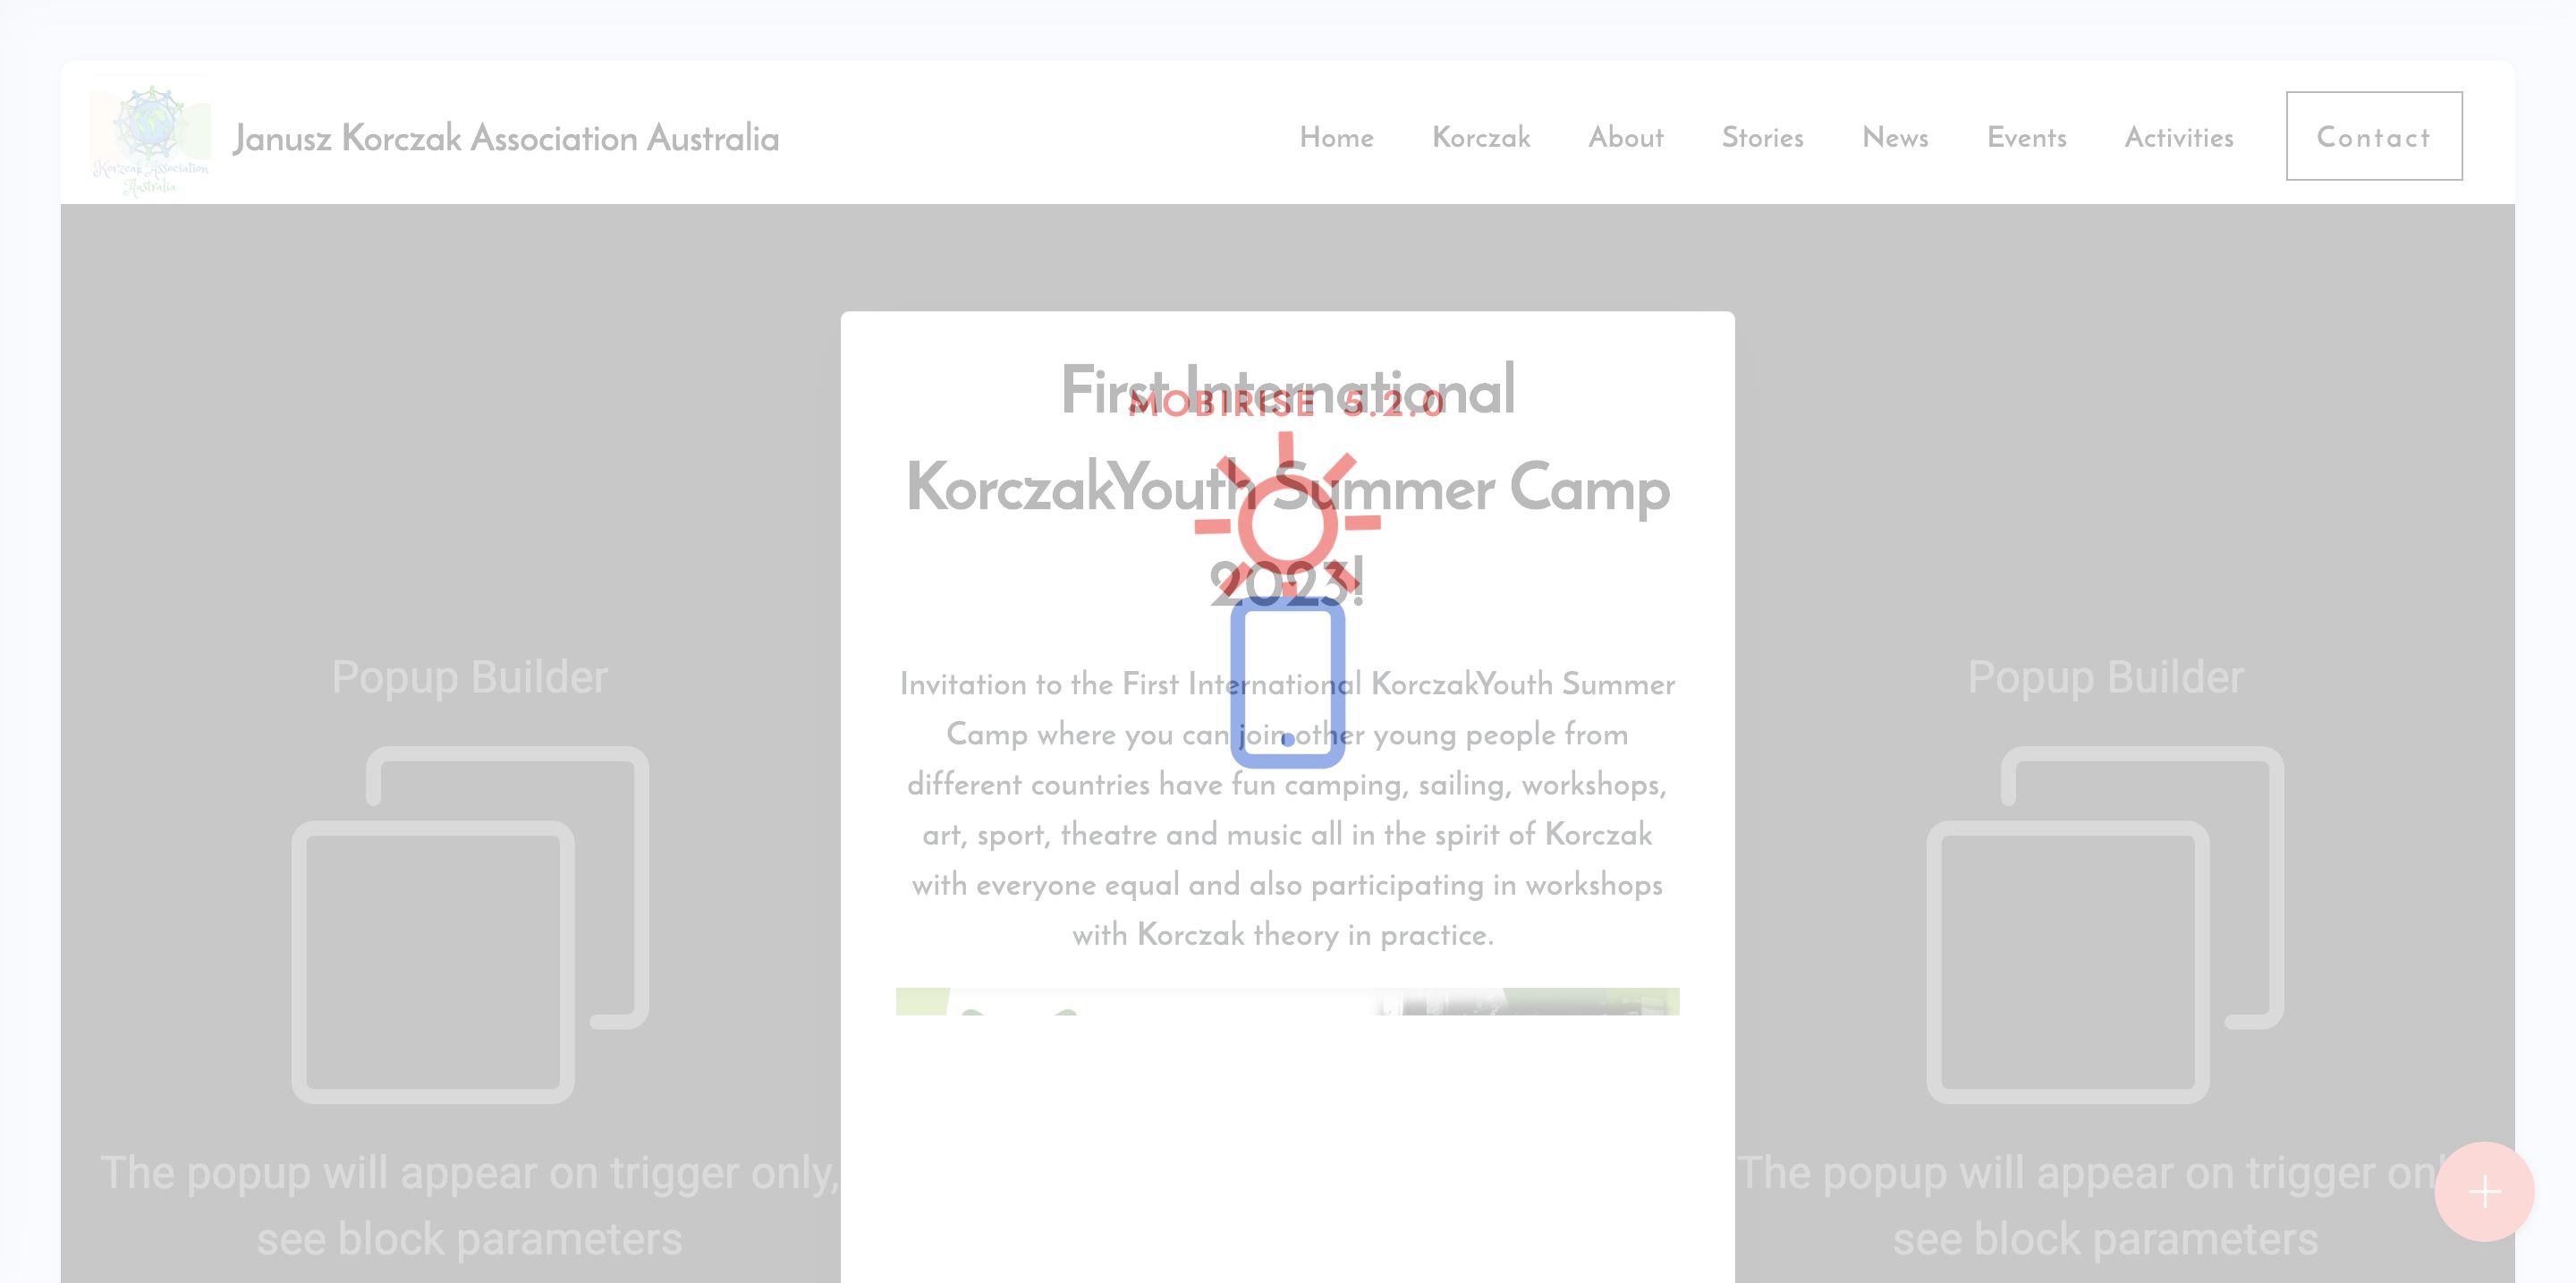 Korczak Association
Australia
Janusz Korczak Association Australia
Home
Korczak
About
Stories
News
Events
Activities
Contact
First International
KorczakYouth Summer Camp
2023!
MOBIRISE 5.2.0
Invitation to the First International KorczakYouth Summer
Camp where you can join other young people from
different countries have fun camping, sailing, workshops,
art, sport, theatre and music all in the spirit of Korczak
with everyone equal and also participating in workshops
with Korczak theory in practice.
Popup Builder
The popup will appear on trigger only,
see block parameters
Popup Builder
The popup will appear on trigger
see block parameters